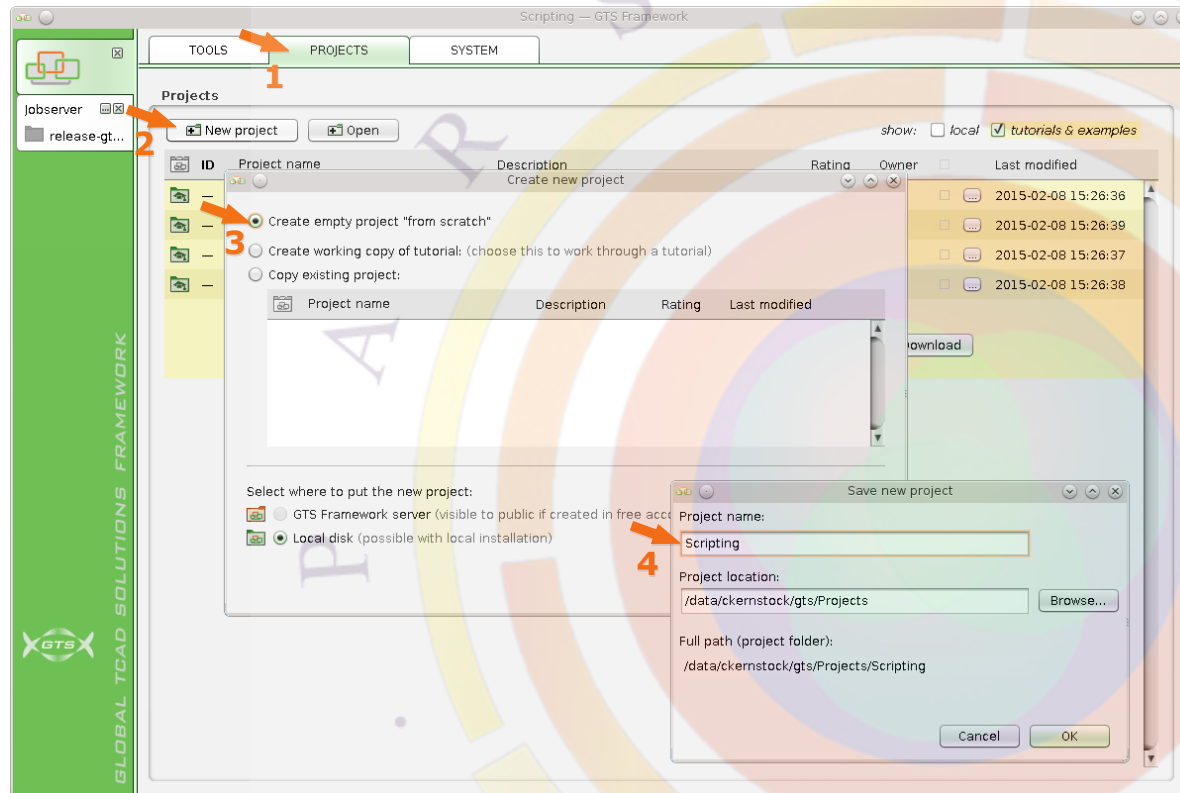 Scripting — GTS Framework
TOOLS
PROJECTS
SYSTEM
1
Projects
Jobserver
release-gt...
2
New project
Open
show:
local
tutorials & examples
ID
Project name
Description
Rating
Owner
Last modified
— 2015-02-08 15:26:36
— 2015-02-08 15:26:39
— 2015-02-08 15:26:37
— 2015-02-08 15:26:38
Create new project
3
Create empty project "from scratch"
Create working copy of tutorial: (choose this to work through a tutorial)
Copy existing project:
Project name
Description
Rating
Last modified
Select where to put the new project:
GTS Framework server (visible to public if created in free acc
Local disk (possible with local installation)
Save new project
Project name:
4
Scripting
Project location:
/data/ckernstock/gts/Projects
Browse...
Full path (project folder):
/data/ckernstock/gts/Projects/Scripting
Cancel
OK
GTS
GLOBAL TCAD SOLUTIONS FRAMEWORK
P A R S